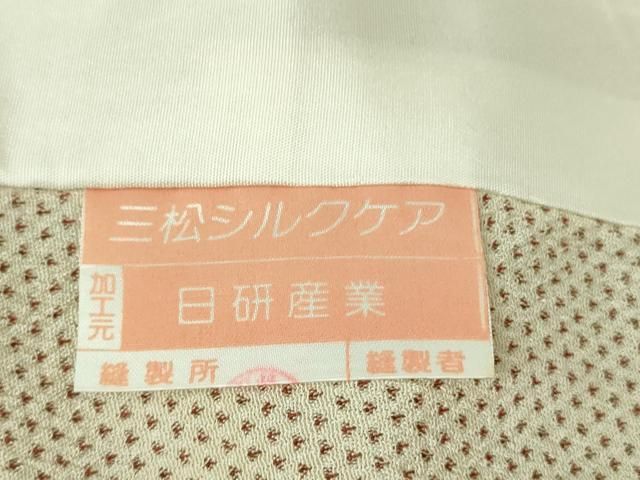 三松シルクケア
加工元 日研産業
縫製所 縫製者